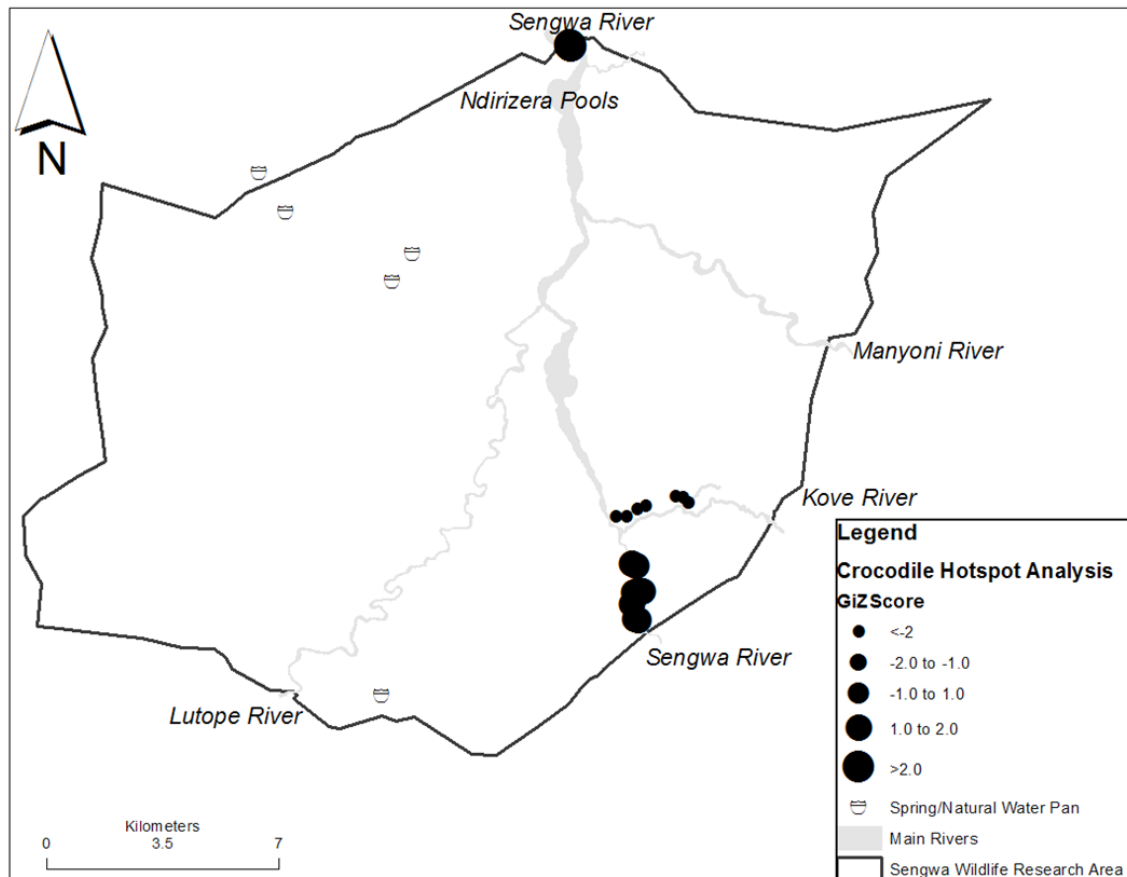 Sengwa River
Ndirizera Pools
N
Manyoni River
Kove River
Legend
Crocodile Hotspot Analysis
GiZScore
<-2
-2.0 to -1.0
-1.0 to 1.0
1.0 to 2.0
>2.0
Spring/Natural Water Pan
Main Rivers
Sengwa Wildlife Research Area
Sengwa River
Lutope River
Kilometers
0 3.5 7